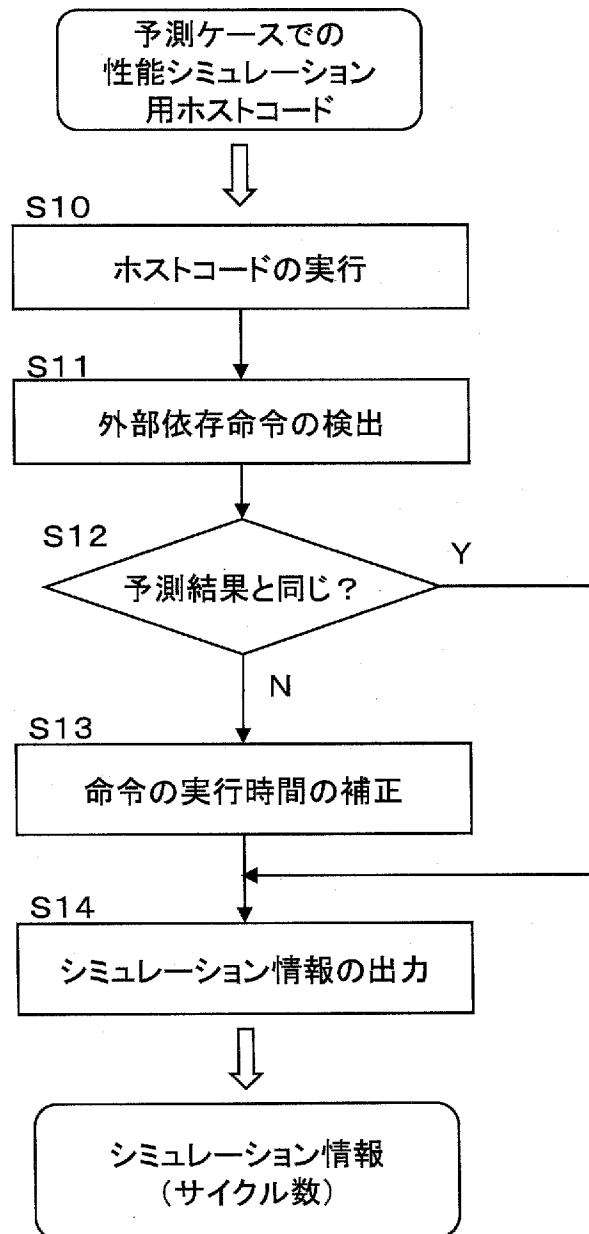 予測ケースでの
性能シミュレーション
用ホストコード
S10
ホストコードの実行
S11
外部依存命令の検出
S12
予測結果と同じ？
Y
N
S13
命令の実行時間の補正
S14
シミュレーション情報の出力
シミュレーション情報
（サイクル数）